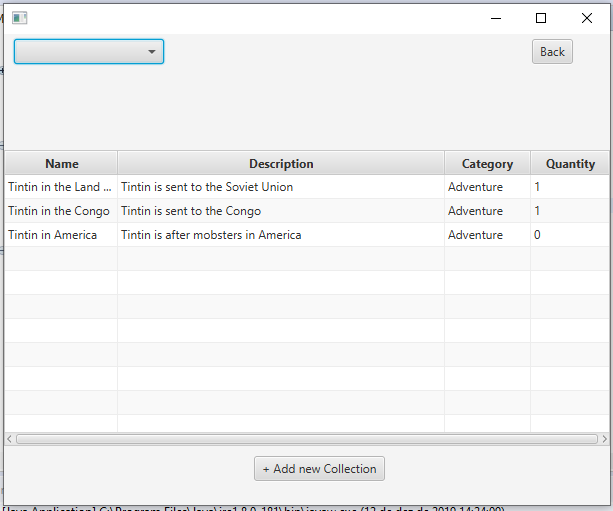 Back
Name Description Category Quantity
Tintin in the Land ... Tintin is sent to the Soviet Union Adventure 1
Tintin in the Congo Tintin is sent to the Congo Adventure 1
Tintin in America Tintin is after mobsters in America Adventure 0
+ Add new Collection